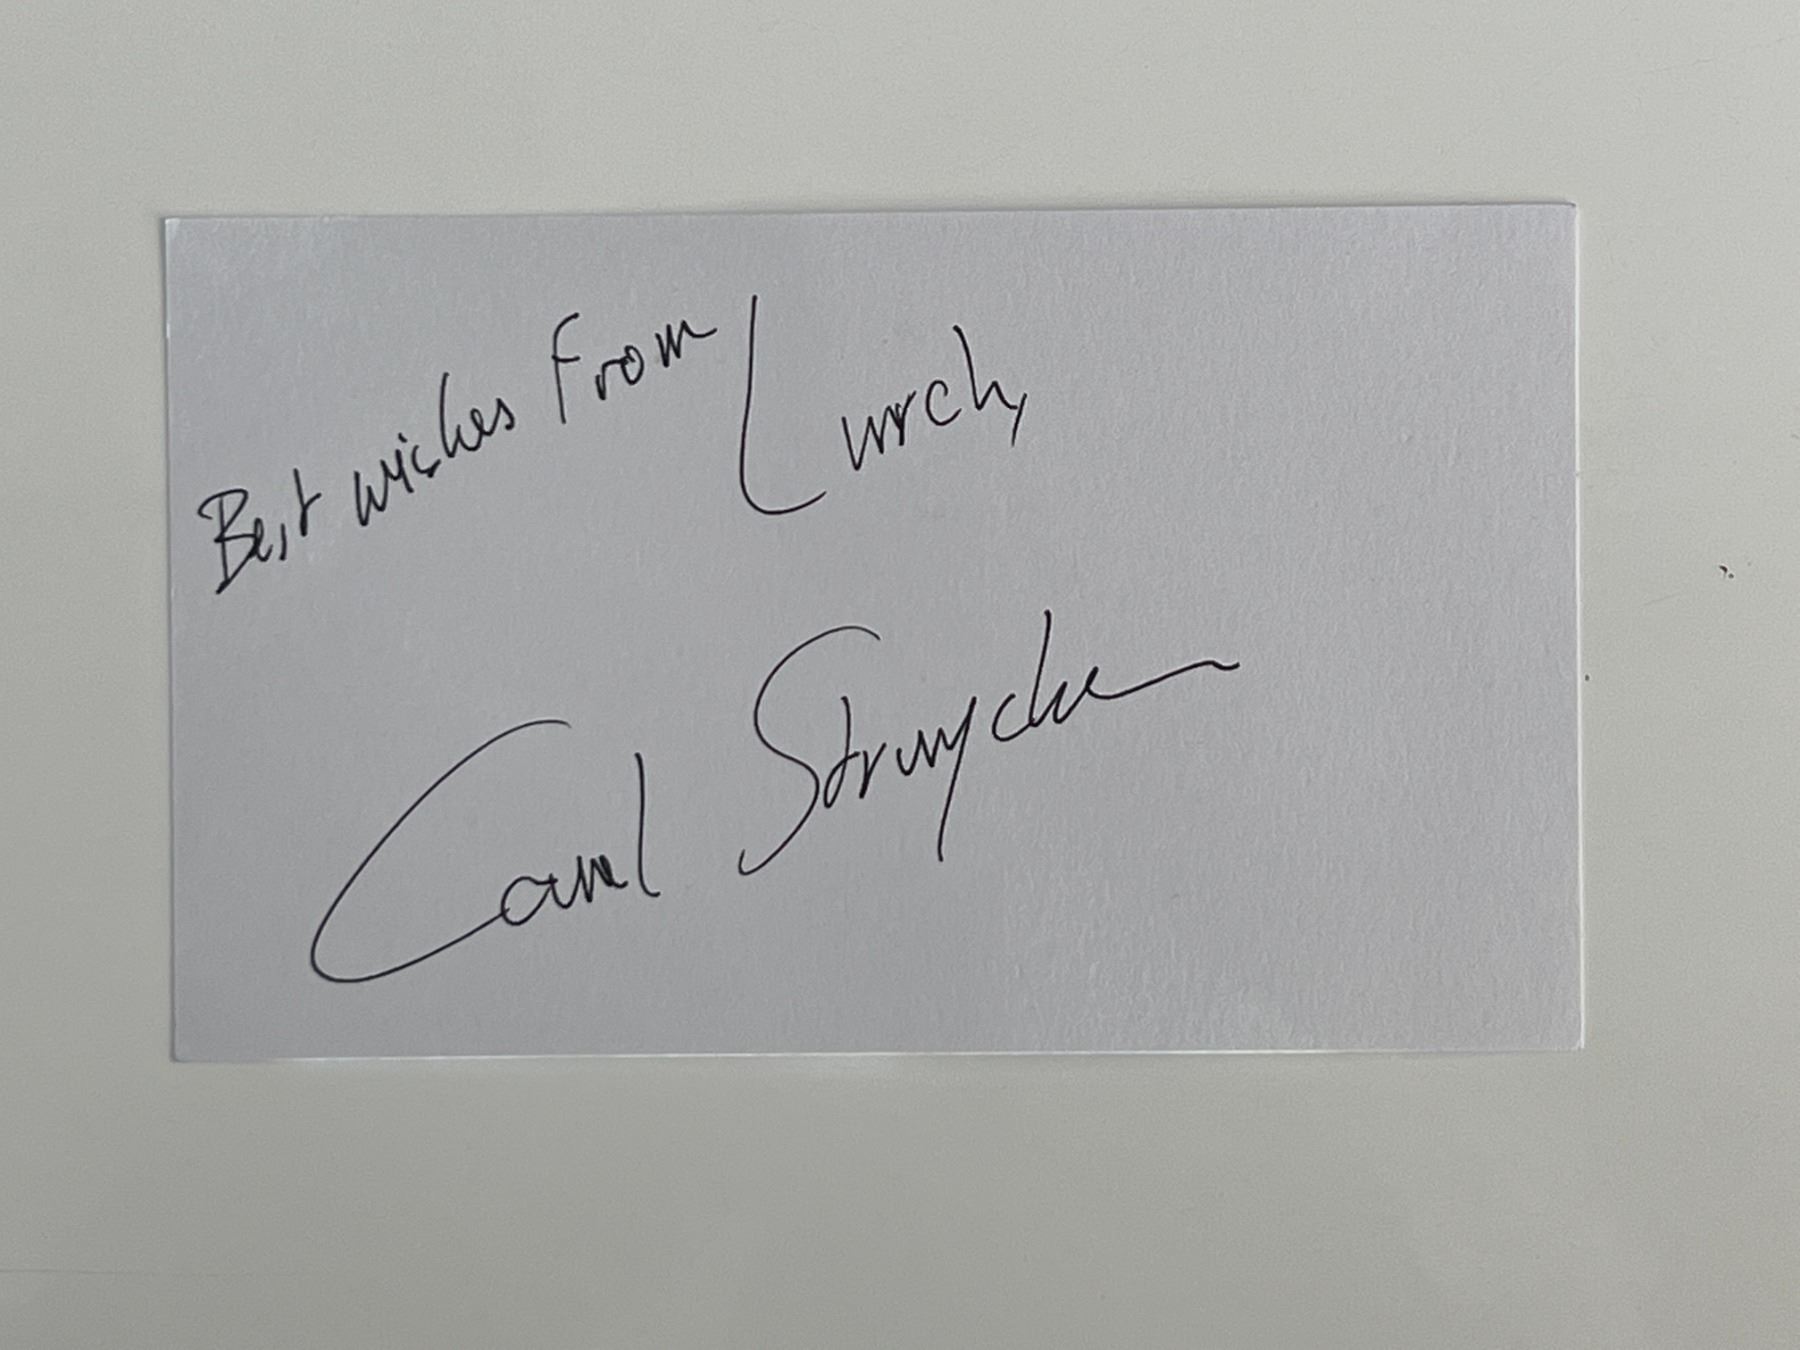 Best wishes From Lurch,
Carel Struycken